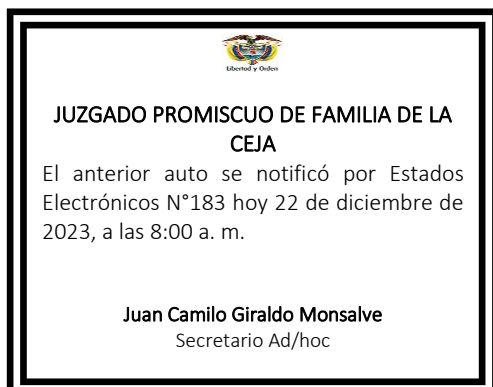 Libertad y Orden
JUZGADO PROMISCUO DE FAMILIA DE LA
CEJA
El anterior auto se notificó por Estados
Electrónicos N°183 hoy 22 de diciembre de
2023, a las 8:00 a. m.
Juan Camilo Giraldo Monsalve
Secretario Ad/hoc